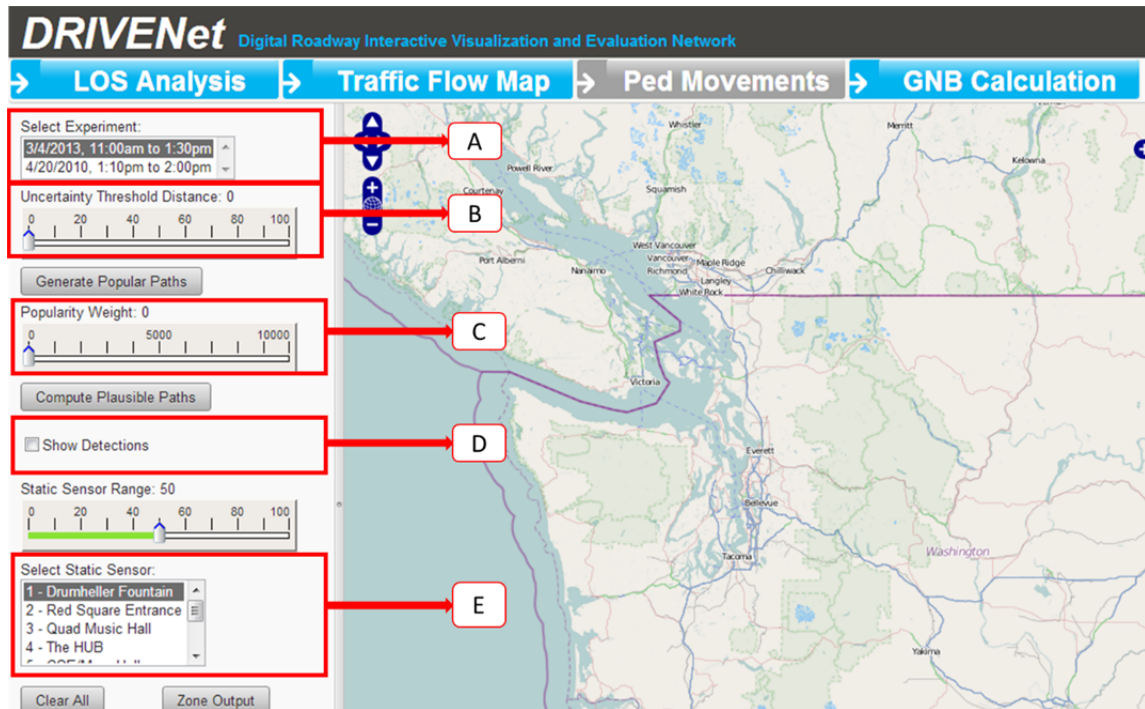 DRIVENet Digital Roadway Interactive Visualization and Evaluation Network
LOS Analysis
Traffic Flow Map
Ped Movements
GNB Calculation
Select Experiment:
3/4/2013, 11:00am to 1:30pm
4/20/2010, 1:10pm to 2:00pm
A
Uncertainty Threshold Distance: 0
0 20 40 60 80 100
B
Generate Popular Paths
Popularity Weight: 0
0 5000 10000
C
Compute Plausible Paths
Show Detections
D
Static Sensor Range: 50
0 20 40 60 80 100
Select Static Sensor:
1 - Drumheller Fountain
2 - Red Square Entrance
3 - Quad Music Hall
4 - The HUB
E
Clear All
Zone Output
Whistler
Merritt
Powell River
Kelowna
Courtenay
Squamish
West Vancouver
Port Alberni
Nanaimo
Vancouver
Maple Ridge
Richmond
Langley
Chilliwack
White Rock
Victoria
Everett
Bellevue
Tacoma
Washington
Yakima